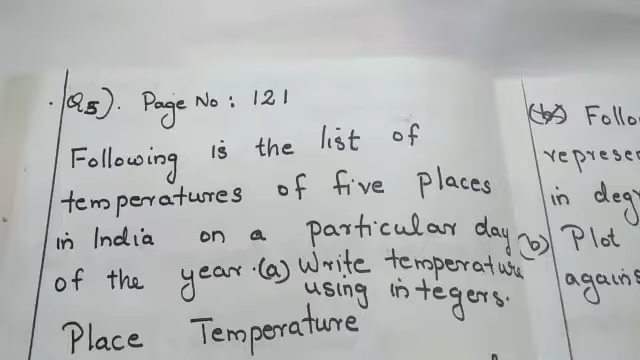 Q5). Page No: 121
Following is the list of
temperatures of five places
in India on a particular day
of the year. (a) Write temperature
using integers.
Place Temperature
(b) Follo
represe
in degr
(b) Plot
agains